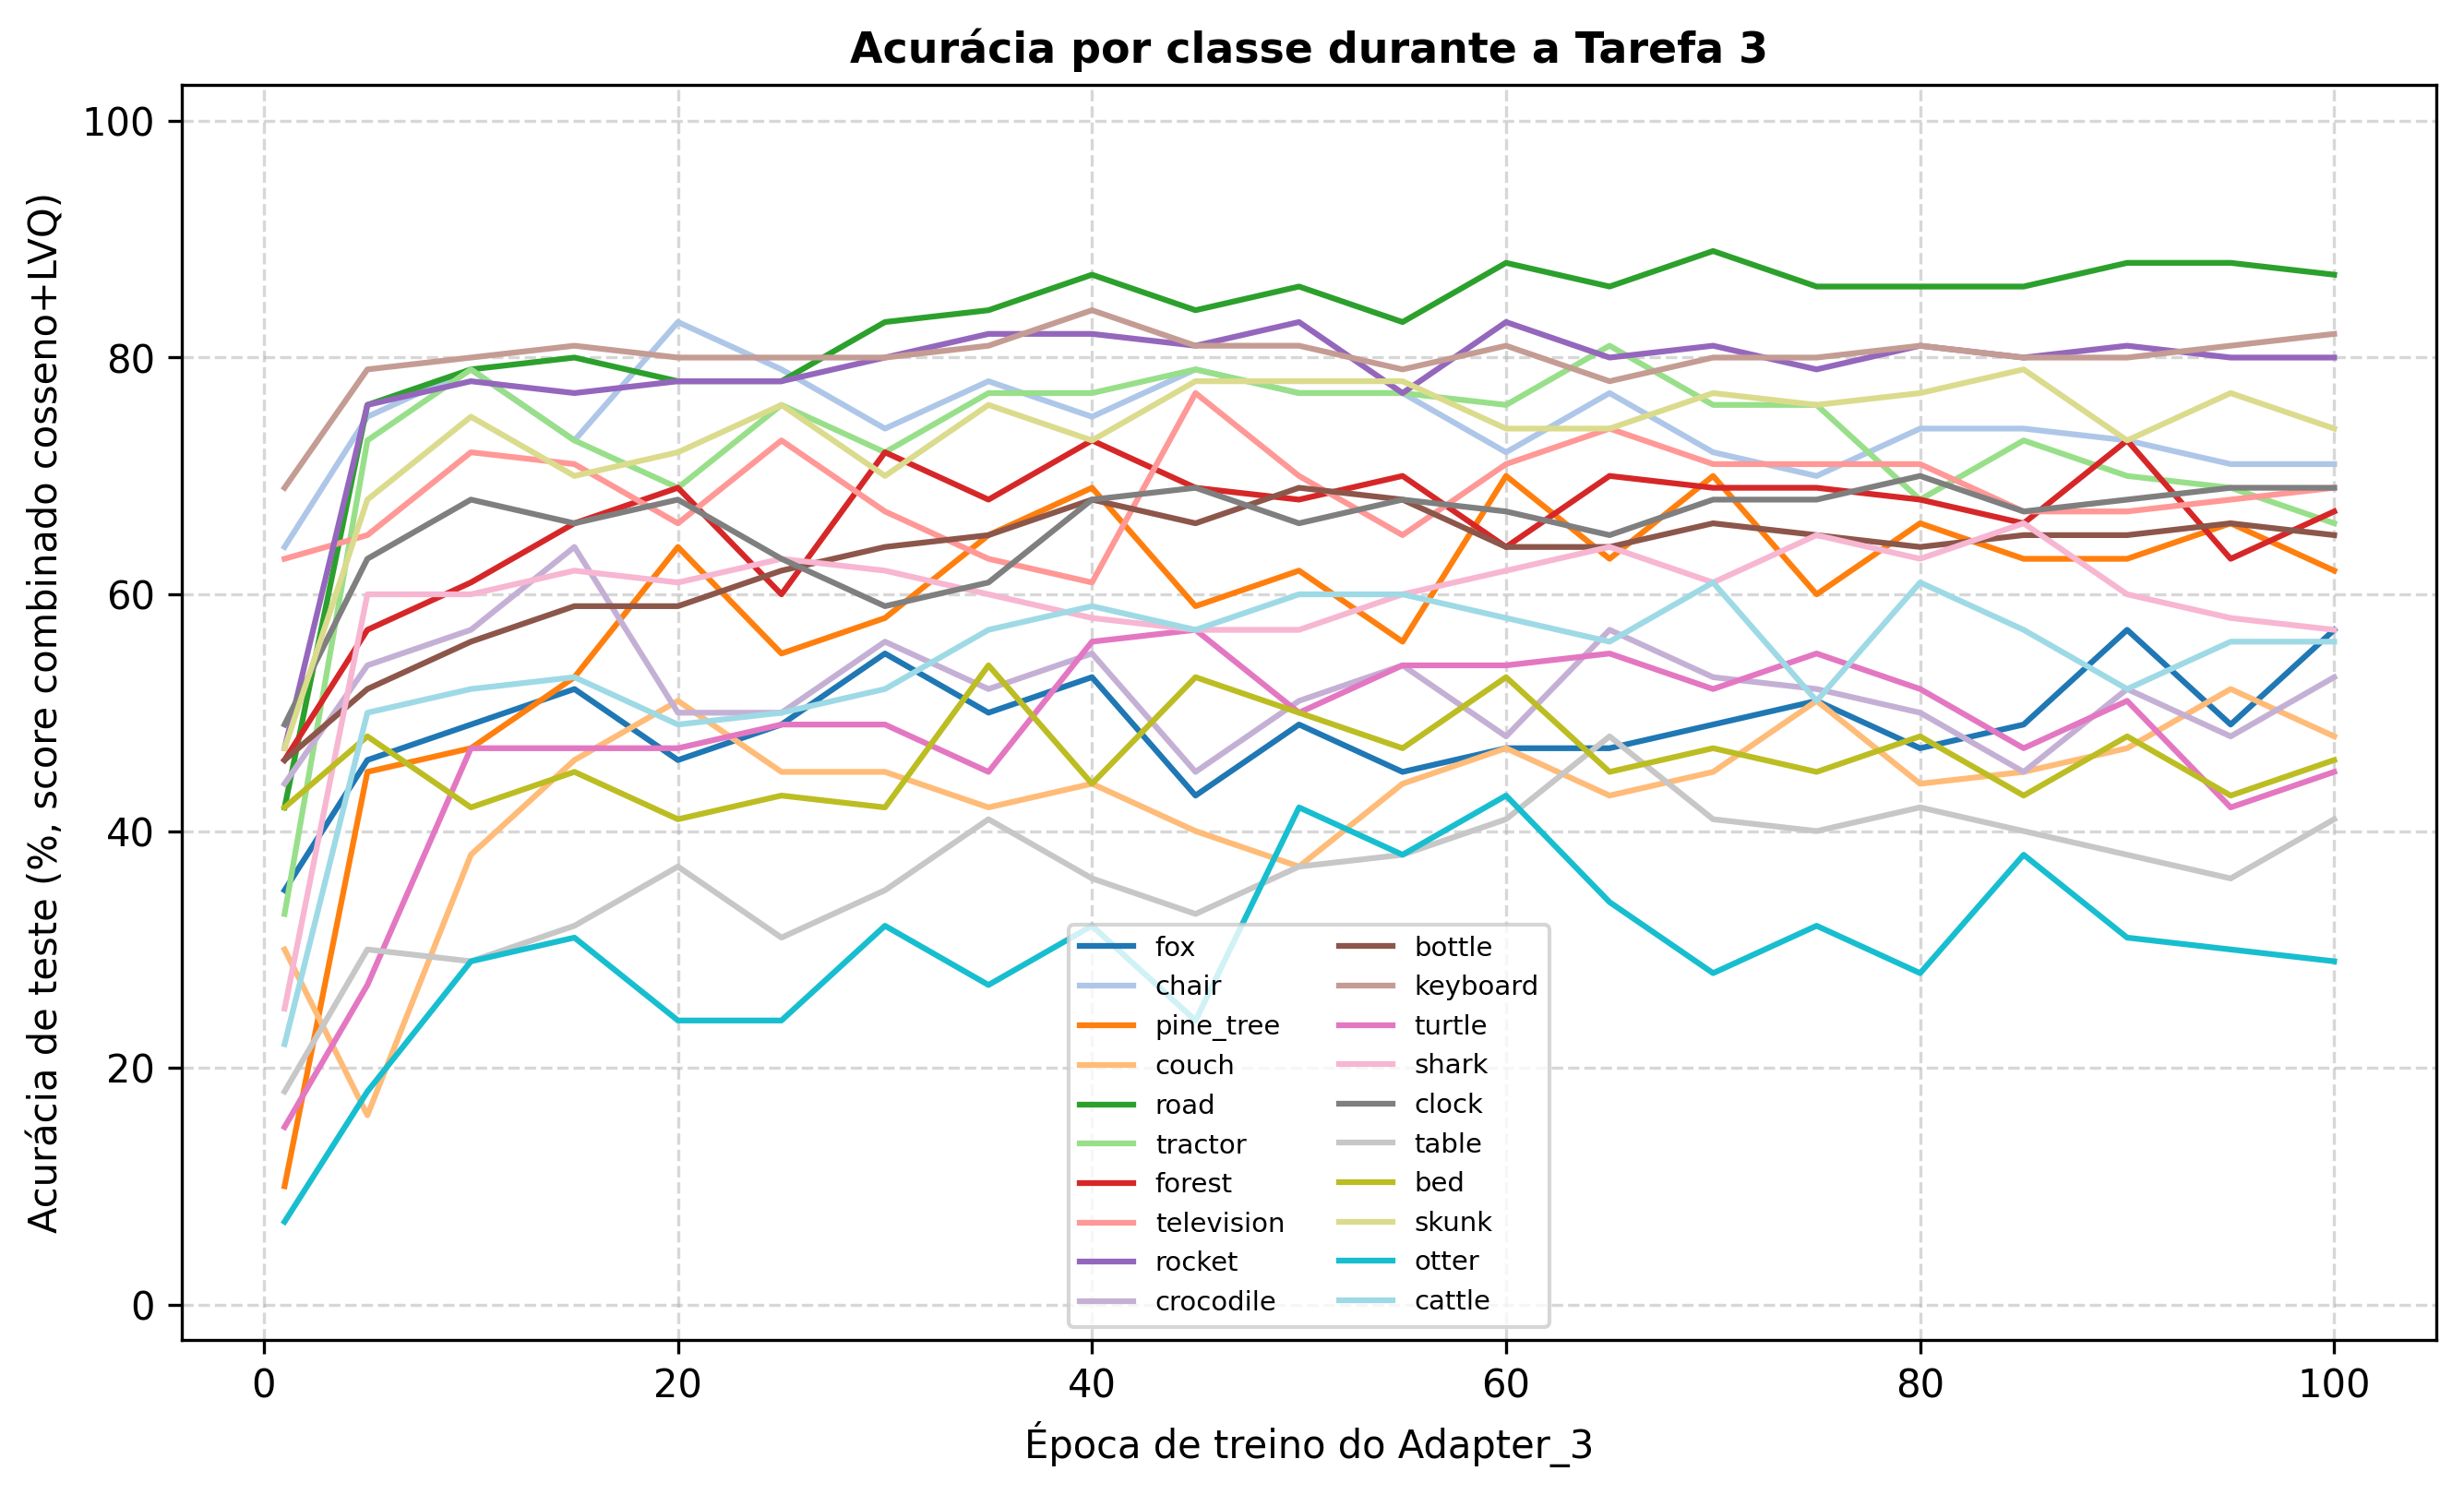 Acurácia por classe durante a Tarefa 3
Acurácia de teste (%, score combinado cosseno+LVQ)
100
80
60
40
20
0
fox
chair
pine_tree
couch
road
tractor
forest
television
rocket
crocodile
bottle
keyboard
turtle
shark
clock
table
bed
skunk
otter
cattle
0 20 40 60 80 100
Época de treino do Adapter_3